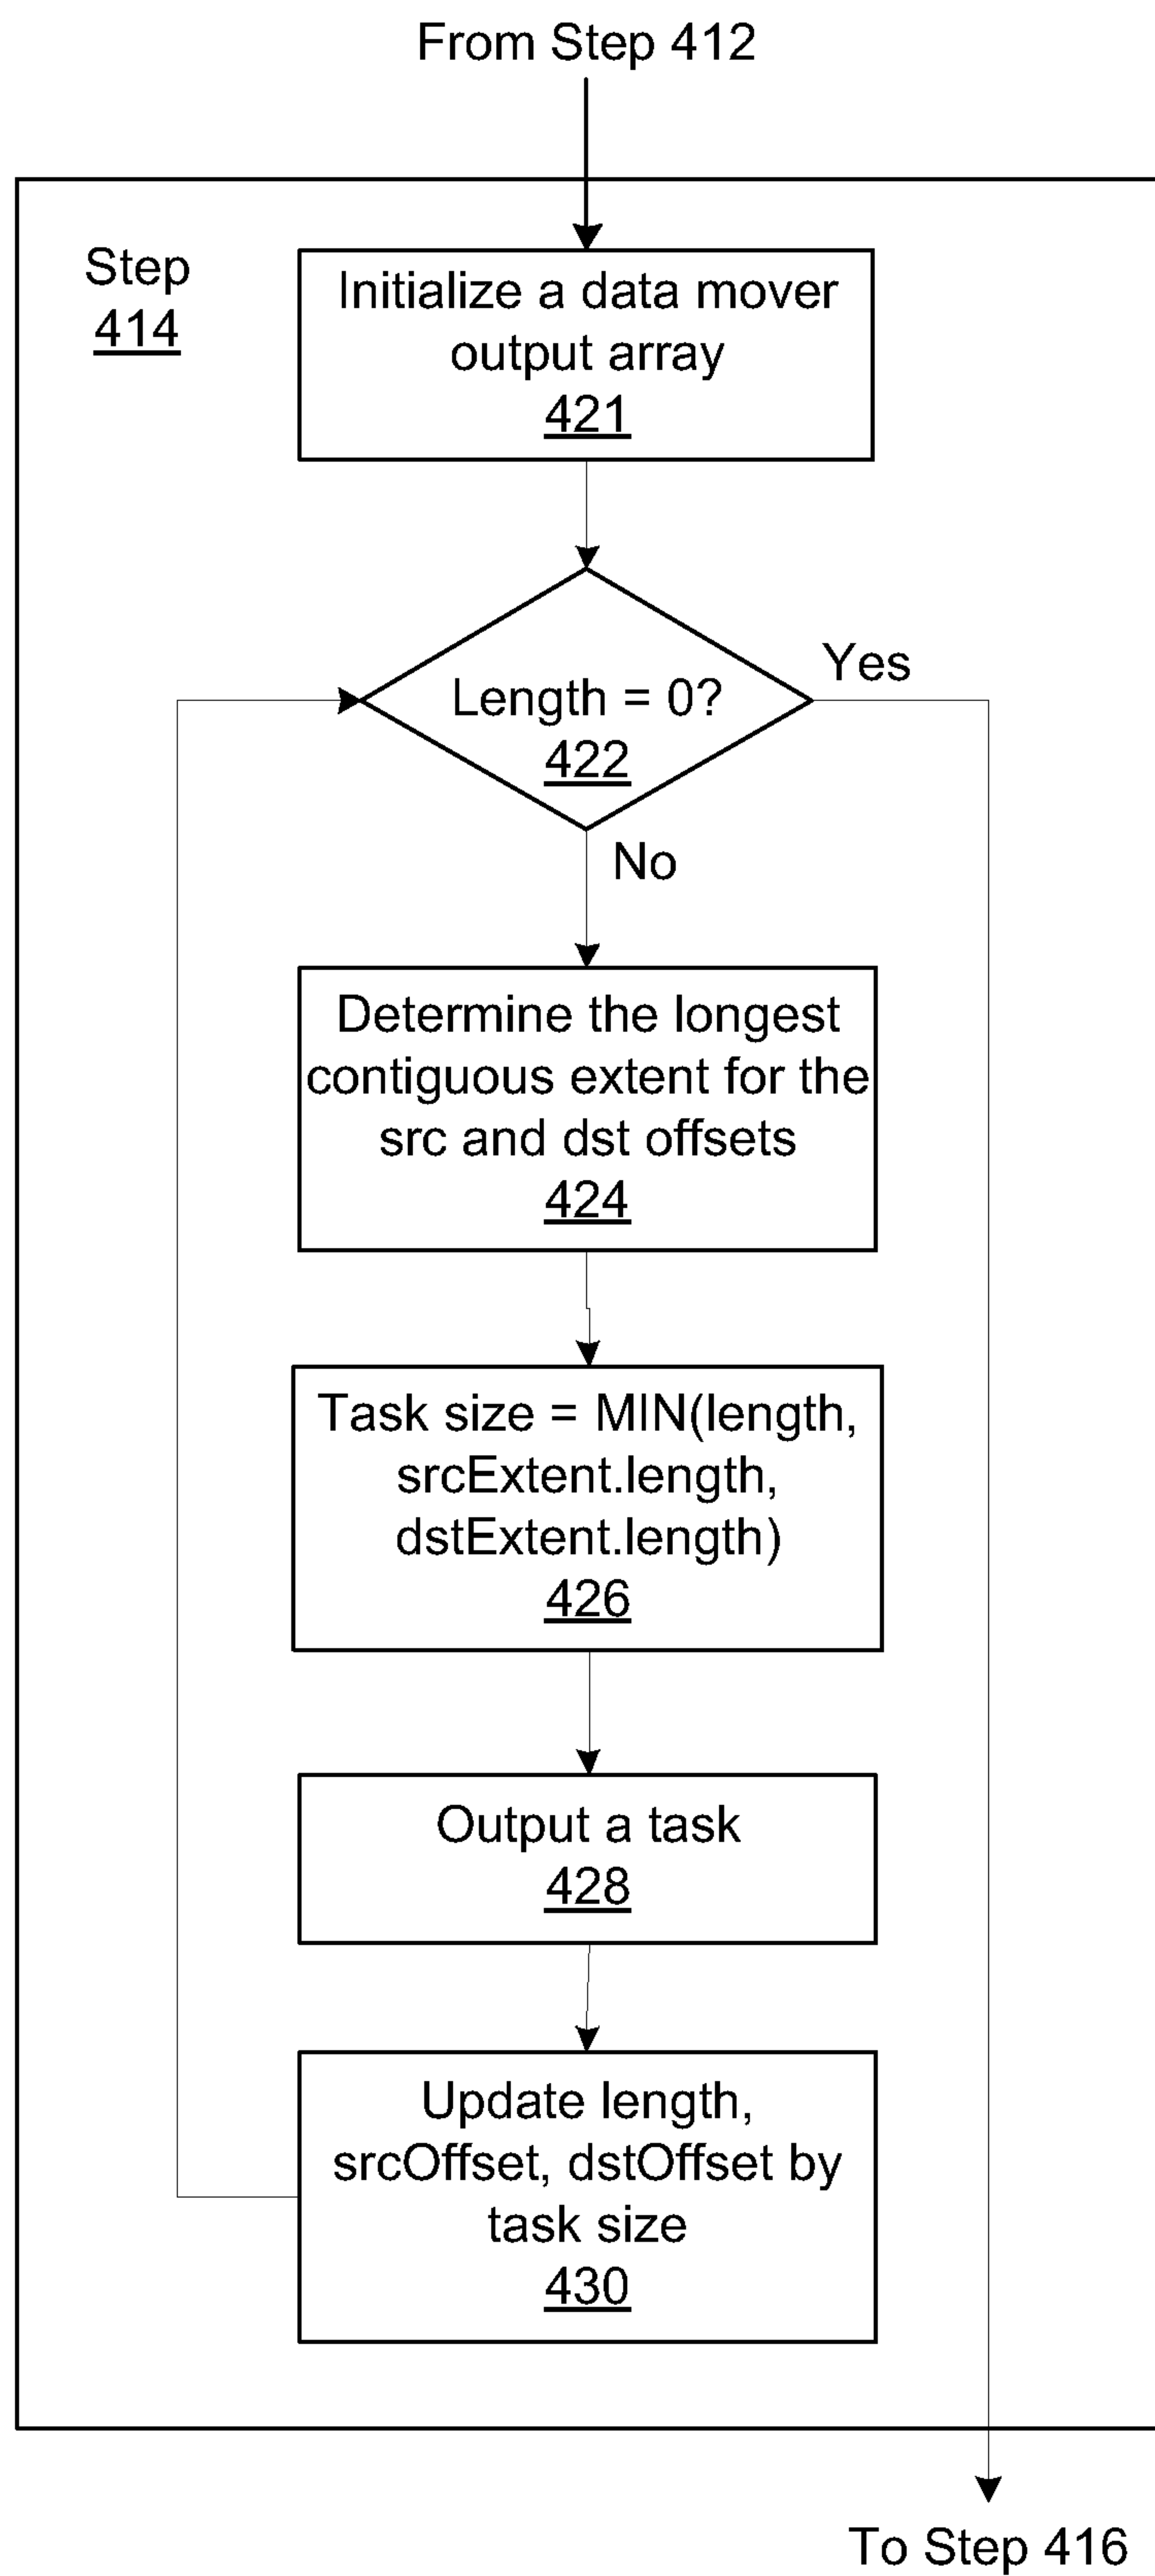 From Step 412
Step
414
Initialize a data mover
output array
421
Length = 0?
422
Yes
No
Determine the longest
contiguous extent for the
src and dst offsets
424
Task size = MIN(length,
srcExtent.length,
dstExtent.length)
426
Output a task
428
Update length,
srcOffset, dstOffset by
task size
430
To Step 416